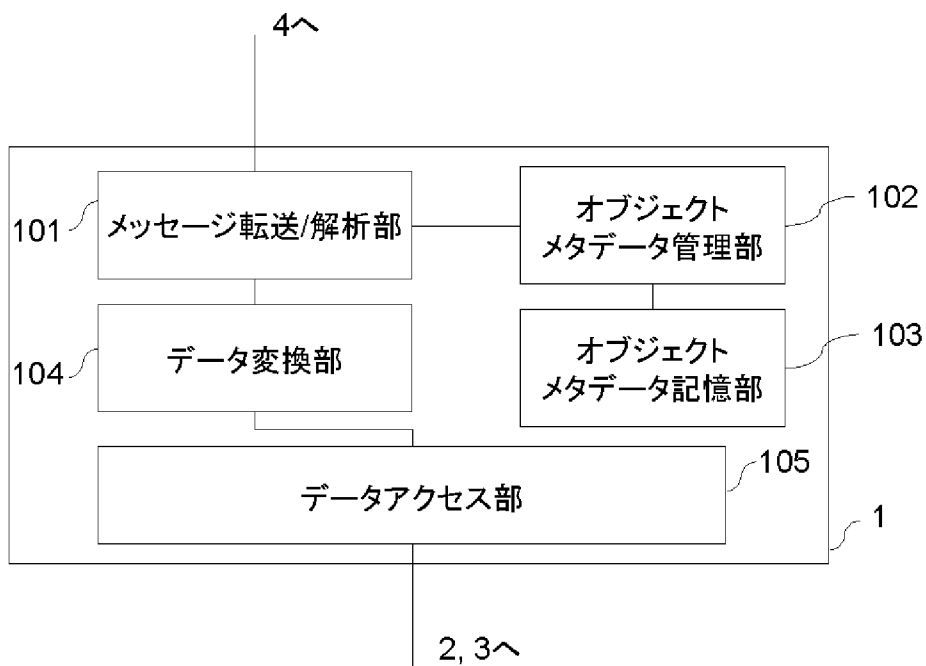 4へ
101
メッセージ転送/解析部
オブジェクト
メタデータ管理部
102
104
データ変換部
オブジェクト
メタデータ記憶部
103
データアクセス部
105
1
2, 3へ